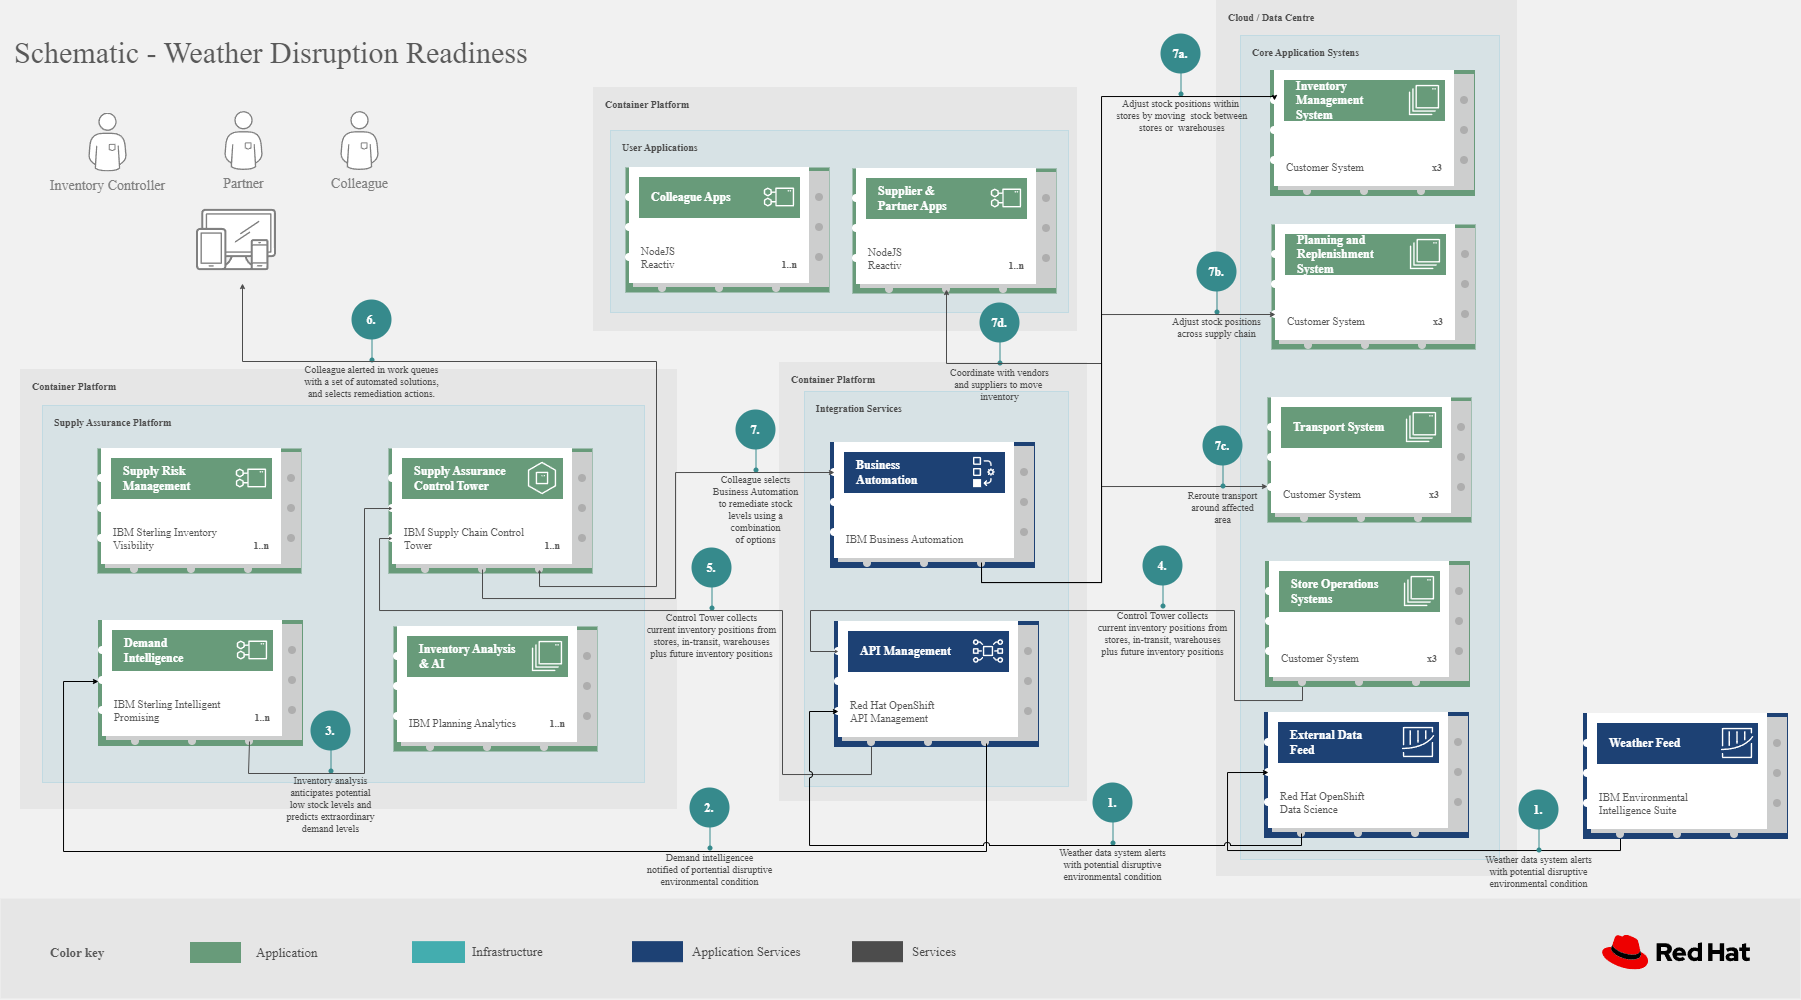 Schematic - Weather Disruption Readiness
Inventory Controller
Partner
Colleague
6.
Colleague alerted in work queues
with a set of automated solutions,
and selects remediation actions.
Container Platform
User Applications
Colleague Apps
NodeJS
Reactiv
1..n
Supplier &
Partner Apps
NodeJS
Reactiv
1..n
7d.
Coordinate with vendors
and suppliers to move
inventory
Container Platform
Supply Assurance Platform
Supply Risk
Management
IBM Sterling Inventory
Visibility
1..n
Supply Assurance
Control Tower
IBM Supply Chain Control
Tower
1..n
Demand
Intelligence
IBM Sterling Intelligent
Promising
1..n
Inventory Analysis
& AI
IBM Planning Analytics
1..n
3.
Inventory analysis
anticipates potential
low stock levels and
predicts extraordinary
demand levels
7.
Colleague selects
Business Automation
to remediate stock
levels using a
combination
of options
5.
Control Tower collects
current inventory positions from
stores, in-transit, warehouses
plus future inventory positions
2.
Demand intelligencee
notified of portential disruptive
environmental condition
Container Platform
Integration Services
Business
Automation
IBM Business Automation
API Management
Red Hat OpenShift
API Management
4.
Control Tower collects
current inventory positions from
stores, in-transit, warehouses
plus future inventory positions
1.
Weather data system alerts
with potential disruptive
environmental condition
7a.
Adjust stock positions within
stores by moving stock between
stores or warehouses
7b.
Adjust stock positions
across supply chain
7c.
Reroute transport
around affected
area
Cloud / Data Centre
Core Application Systens
Inventory
Management
System
Customer System
x3
Planning and
Replenishment
System
Customer System
x3
Transport System
Customer System
x3
Store Operations
Systems
Customer System
x3
External Data
Feed
Red Hat OpenShift
Data Science
1.
Weather data system alerts
with potential disruptive
environmental condition
Weather Feed
IBM Environmental
Intelligence Suite
Color key
Application
Infrastructure
Application Services
Services
Red Hat